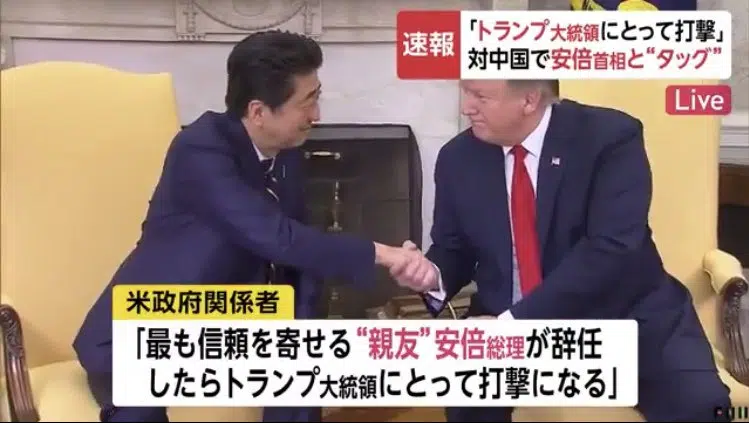 速報
「トランプ大統領にとって打撃」
対中国で安倍首相と“タッグ”
Live
米政府関係者
「最も信頼を寄せる“親友”安倍総理が辞任
したらトランプ大統領にとって打撃になる」